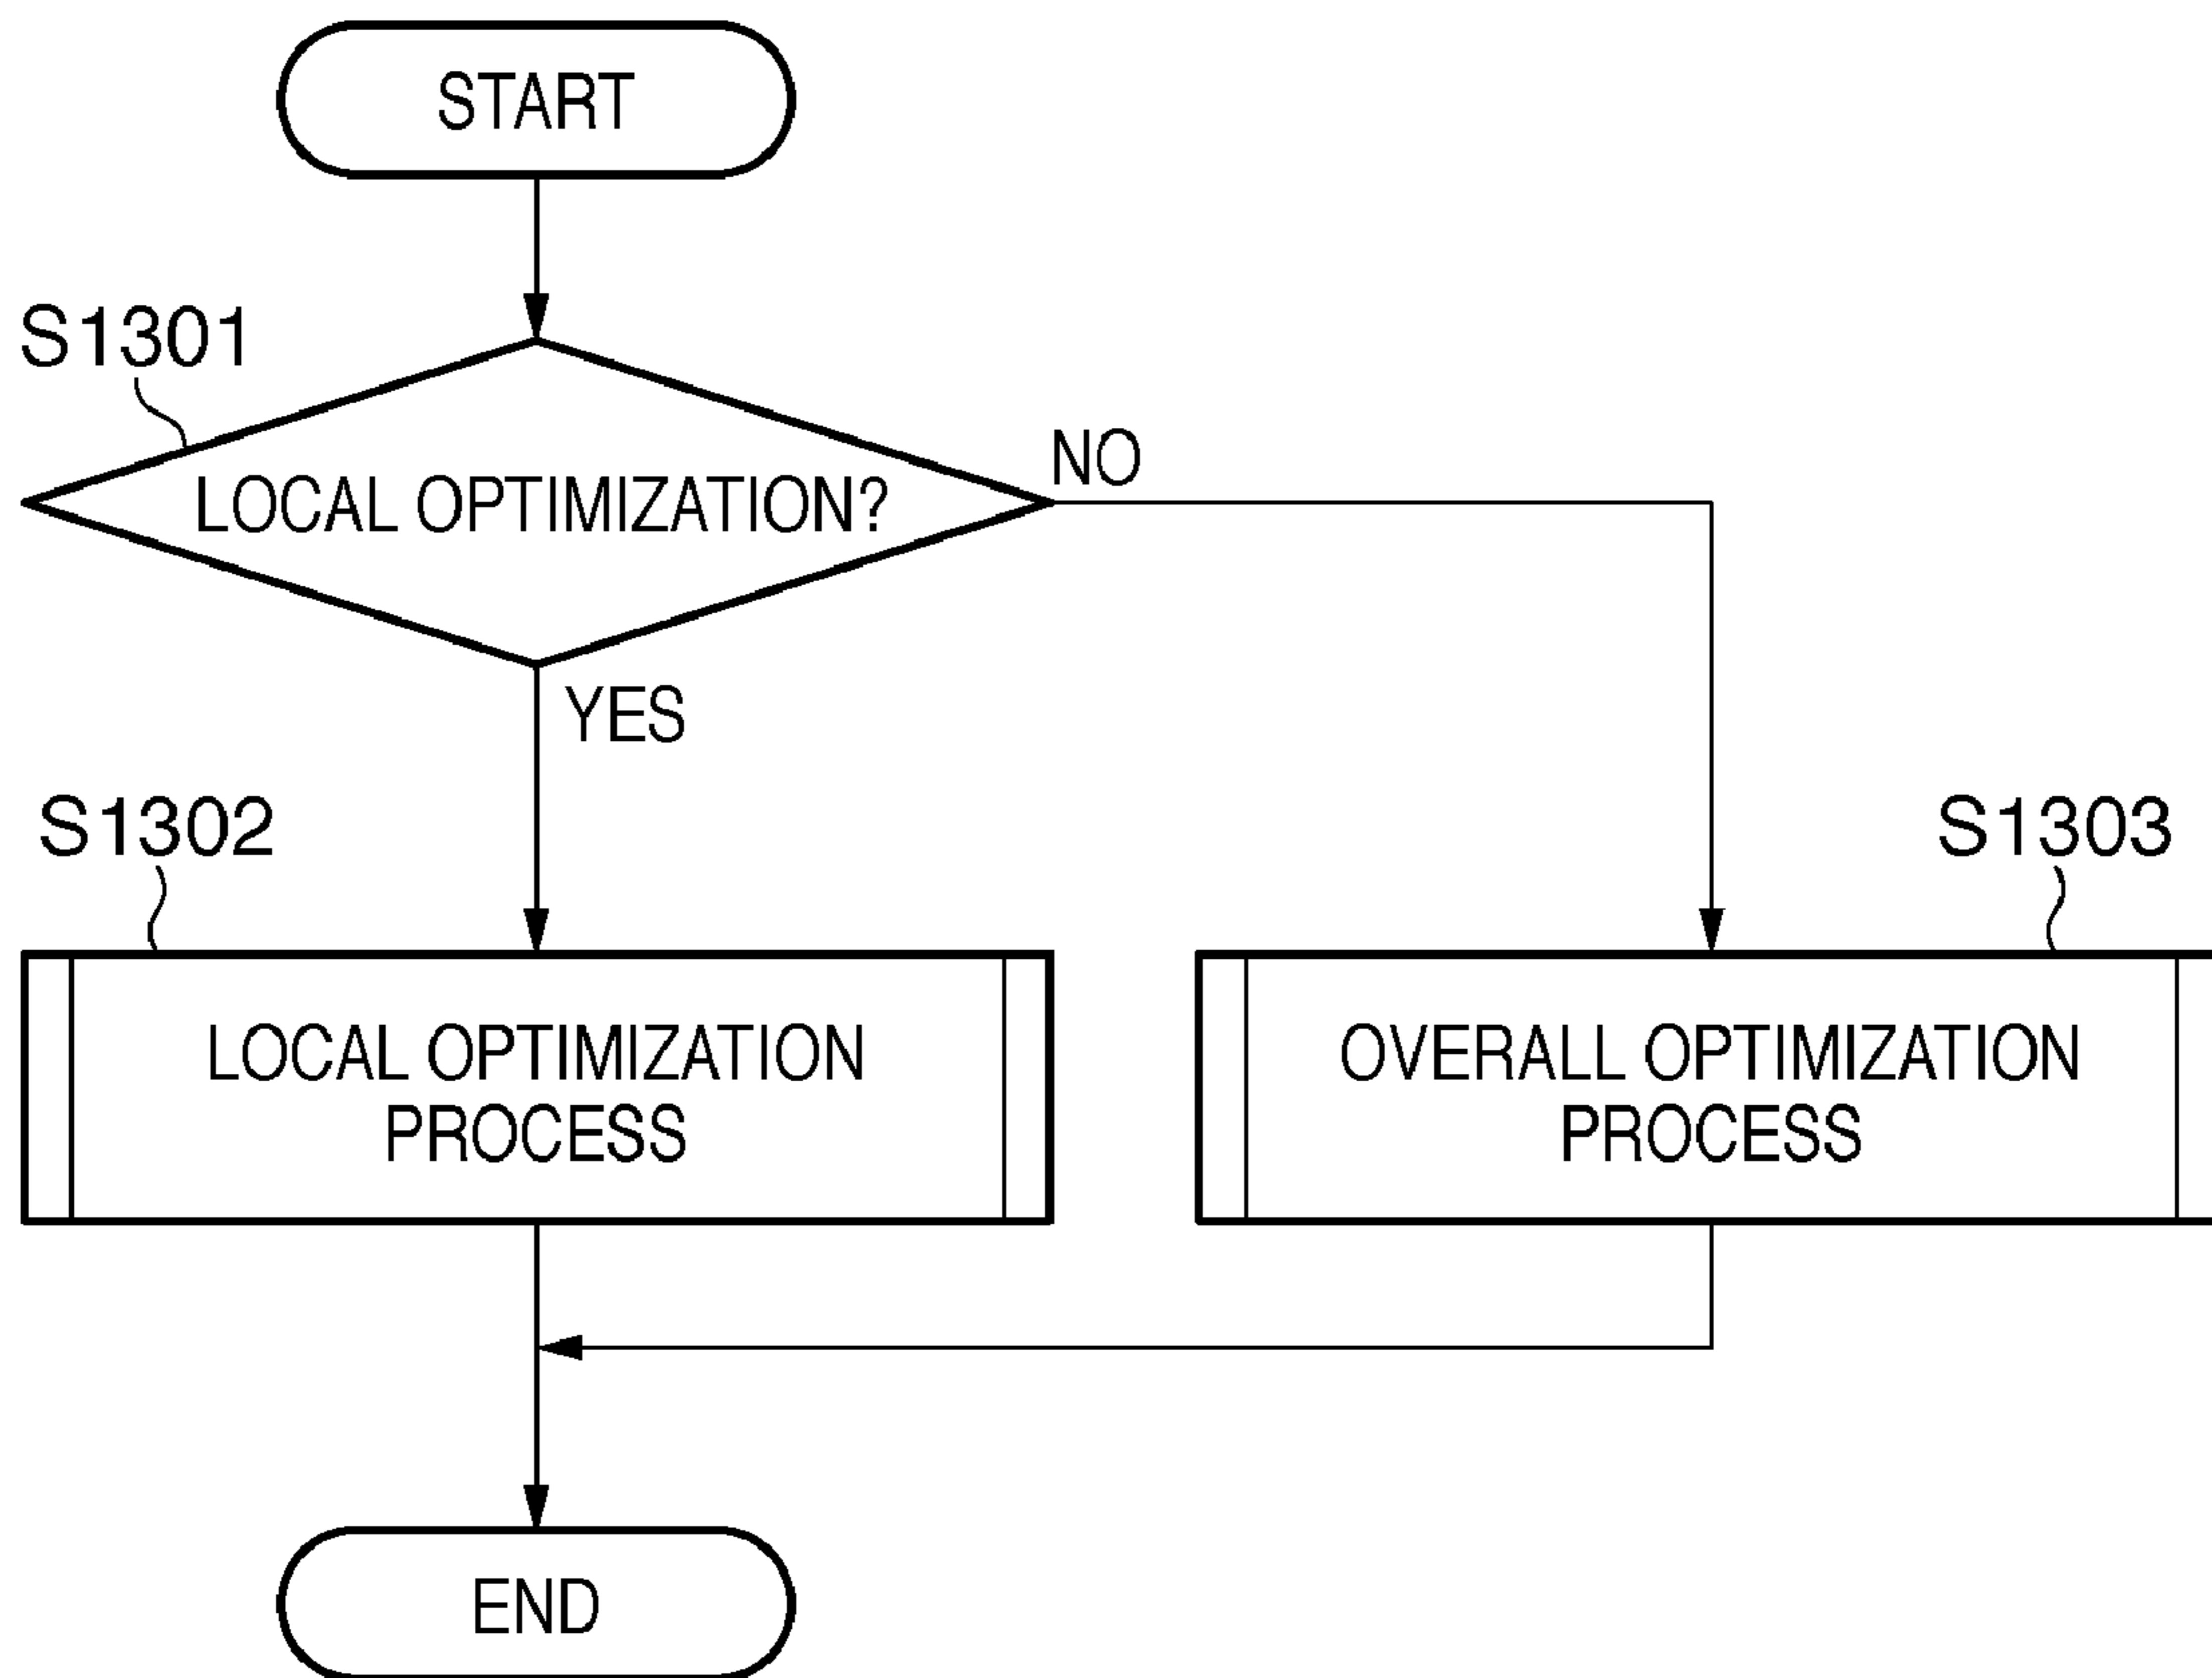 START
S1301
LOCAL OPTIMIZATION?
NO
YES
S1302
S1303
LOCAL OPTIMIZATION
PROCESS
OVERALL OPTIMIZATION
PROCESS
END